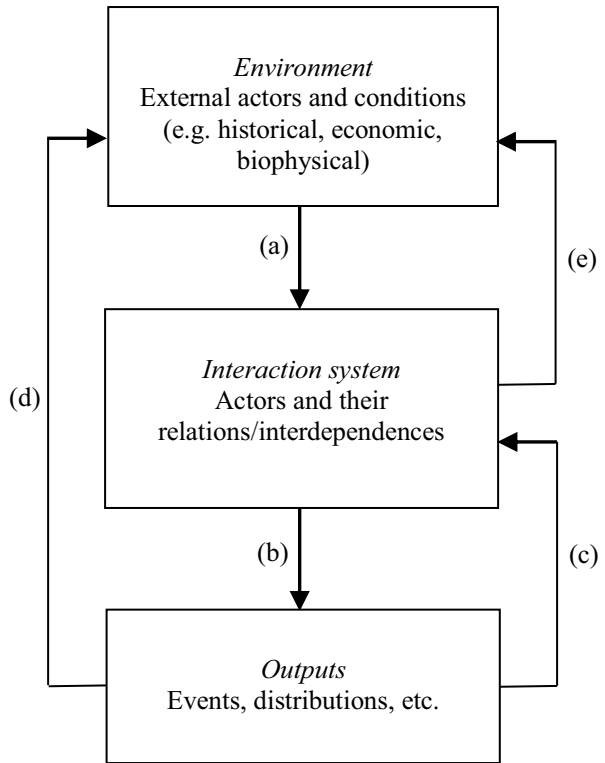 Environment
External actors and conditions
(e.g. historical, economic,
biophysical)
(a)
(e)
Interaction system
Actors and their
relations/interdependences
(d)
(b)
(c)
Outputs
Events, distributions, etc.